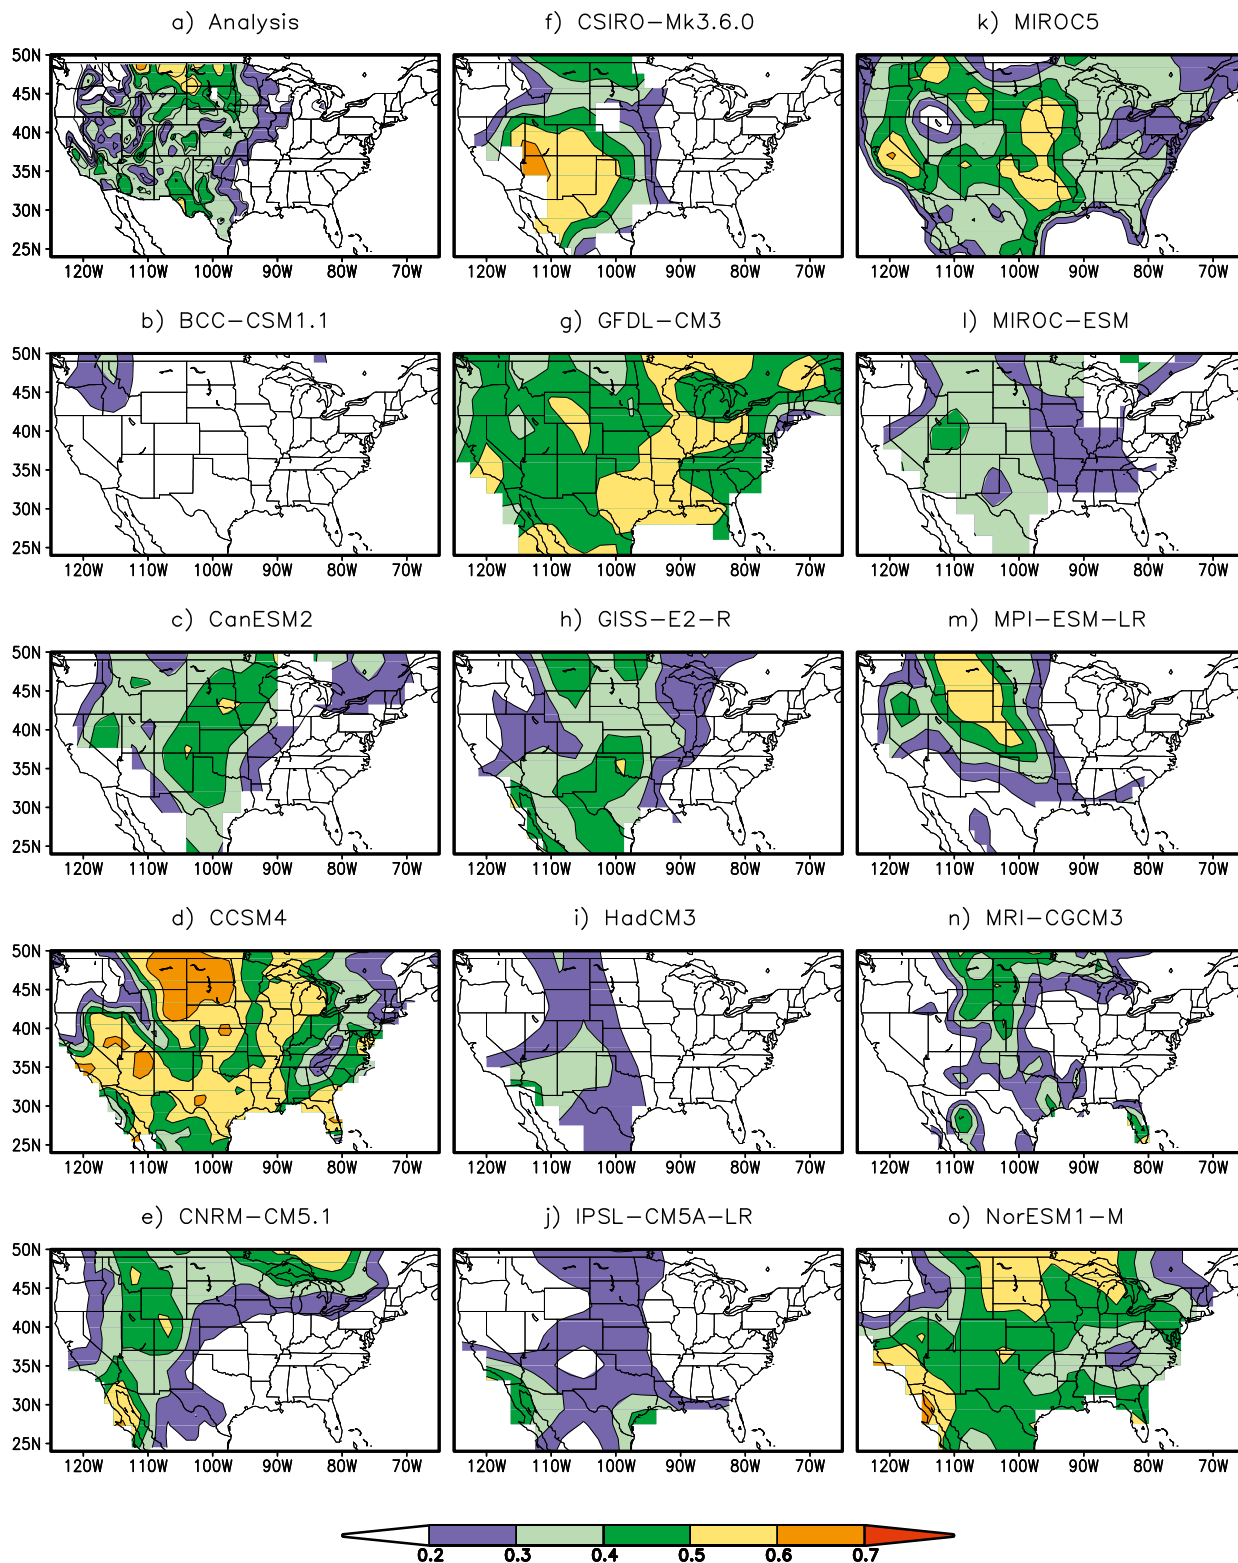 a) Analysis
f) CSIRO−Mk3.6.0
k) MIROC5
50N
45N
40N
35N
30N
25N
120W 110W 100W 90W 80W 70W
120W 110W 100W 90W 80W 70W
120W 110W 100W 90W 80W 70W
b) BCC−CSM1.1
g) GFDL−CM3
l) MIROC−ESM
50N
45N
40N
35N
30N
25N
120W 110W 100W 90W 80W 70W
120W 110W 100W 90W 80W 70W
120W 110W 100W 90W 80W 70W
c) CanESM2
h) GISS−E2−R
m) MPI−ESM−LR
50N
45N
40N
35N
30N
25N
120W 110W 100W 90W 80W 70W
120W 110W 100W 90W 80W 70W
120W 110W 100W 90W 80W 70W
d) CCSM4
i) HadCM3
n) MRI−CGCM3
50N
45N
40N
35N
30N
25N
120W 110W 100W 90W 80W 70W
120W 110W 100W 90W 80W 70W
120W 110W 100W 90W 80W 70W
e) CNRM−CM5.1
j) IPSL−CM5A−LR
o) NorESM1−M
50N
45N
40N
35N
30N
25N
120W 110W 100W 90W 80W 70W
120W 110W 100W 90W 80W 70W
120W 110W 100W 90W 80W 70W
0.2 0.3 0.4 0.5 0.6 0.7